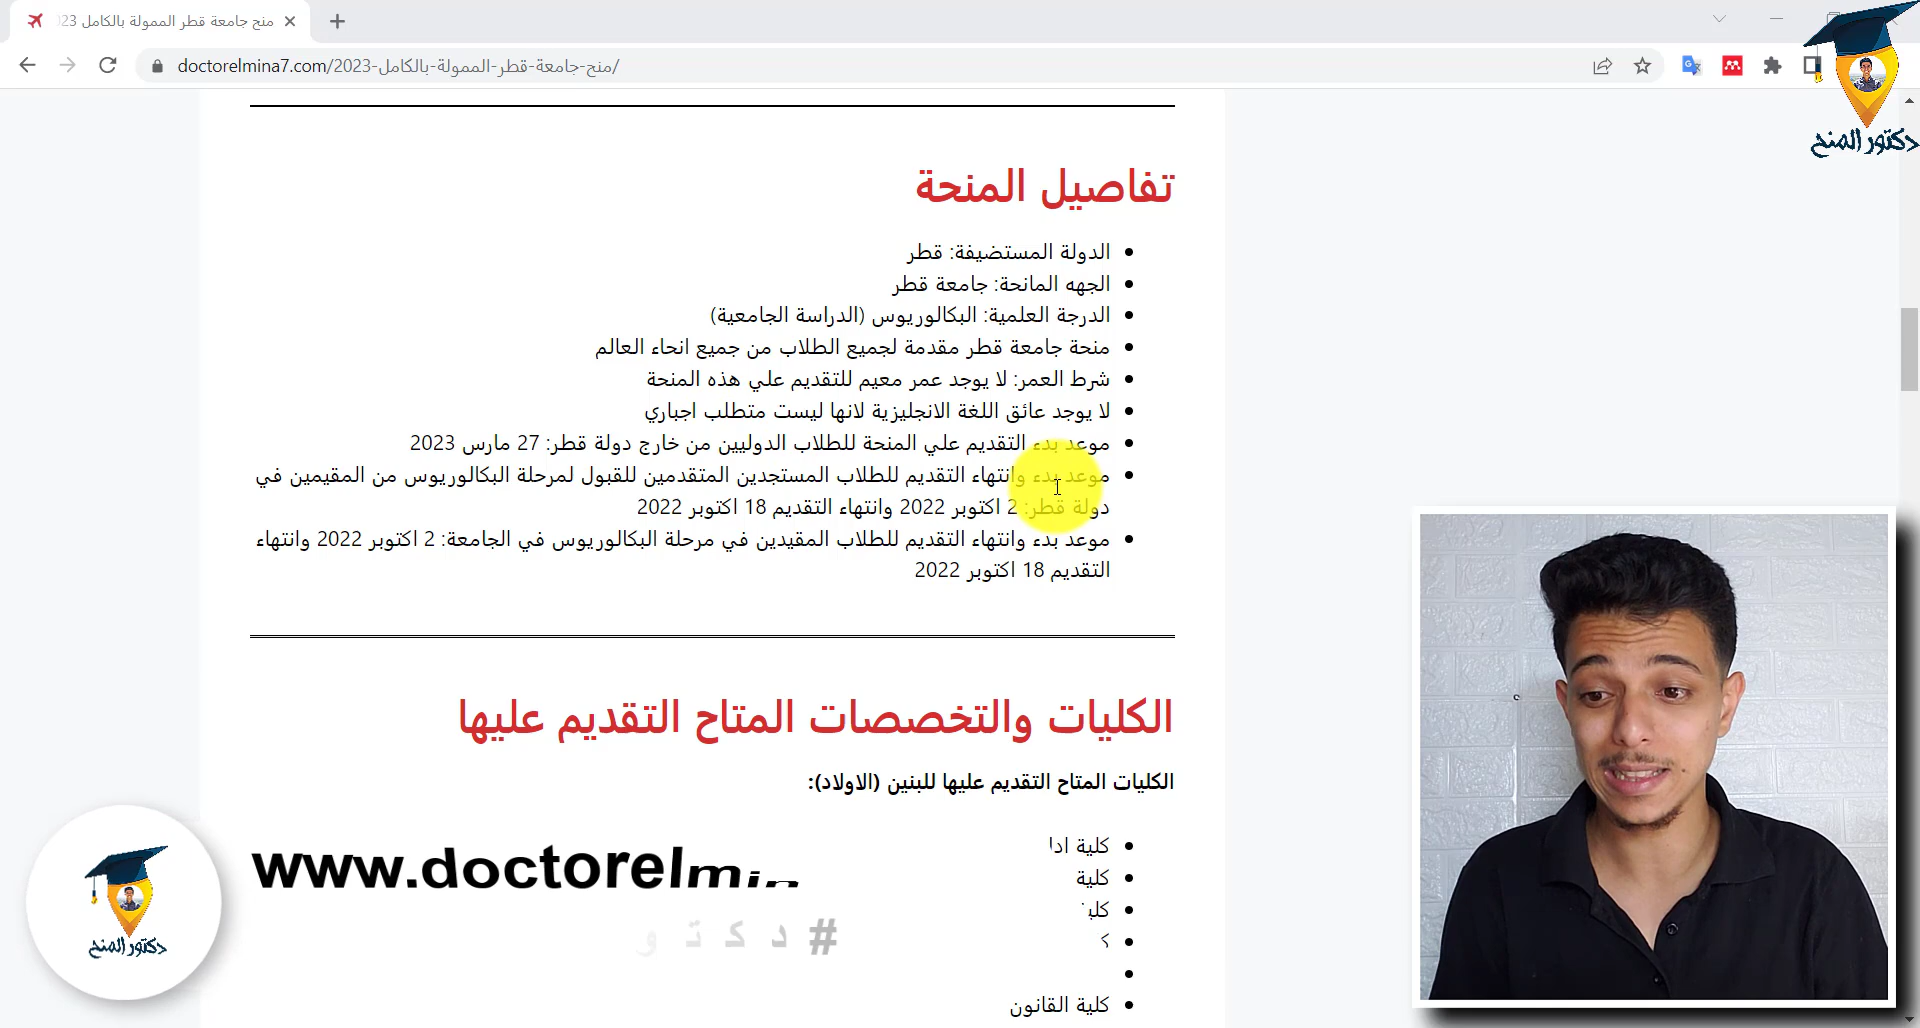 منح جامعة قطر الممولة بالكامل 23
doctorelmina7.com/2023-منح-جامعة-قطر-الممولة-بالكامل/
دكتور المنح
تفاصيل المنحة
الدولة المستضيفة: قطر
الجهه المانحة: جامعة قطر
الدرجة العلمية: البكالوريوس (الدراسة الجامعية)
منحة جامعة قطر مقدمة لجميع الطلاب من جميع انحاء العالم
شرط العمر: لا يوجد عمر معيم للتقديم علي هذه المنحة
لا يوجد عائق اللغة الانجليزية لانها ليست متطلب اجباري
موعد بدء التقديم علي المنحة للطلاب الدوليين من خارج دولة قطر: 27 مارس 2023
موعد بدء وانتهاء التقديم للطلاب المستجدين المتقدمين للقبول لمرحلة البكالوريوس من المقيمين في
دولة قطر: 2 اكتوبر 2022 وانتهاء التقديم 18 اكتوبر 2022
موعد بدء وانتهاء التقديم للطلاب المقيدين في مرحلة البكالوريوس في الجامعة: 2 اكتوبر 2022 وانتهاء
التقديم 18 اكتوبر 2022
الكليات والتخصصات المتاح التقديم عليها
الكليات المتاح التقديم عليها للبنين (الاولاد):
كلية
كلية
كلية القانون
www.doctorelmin
#دكتو
دكتور المنح